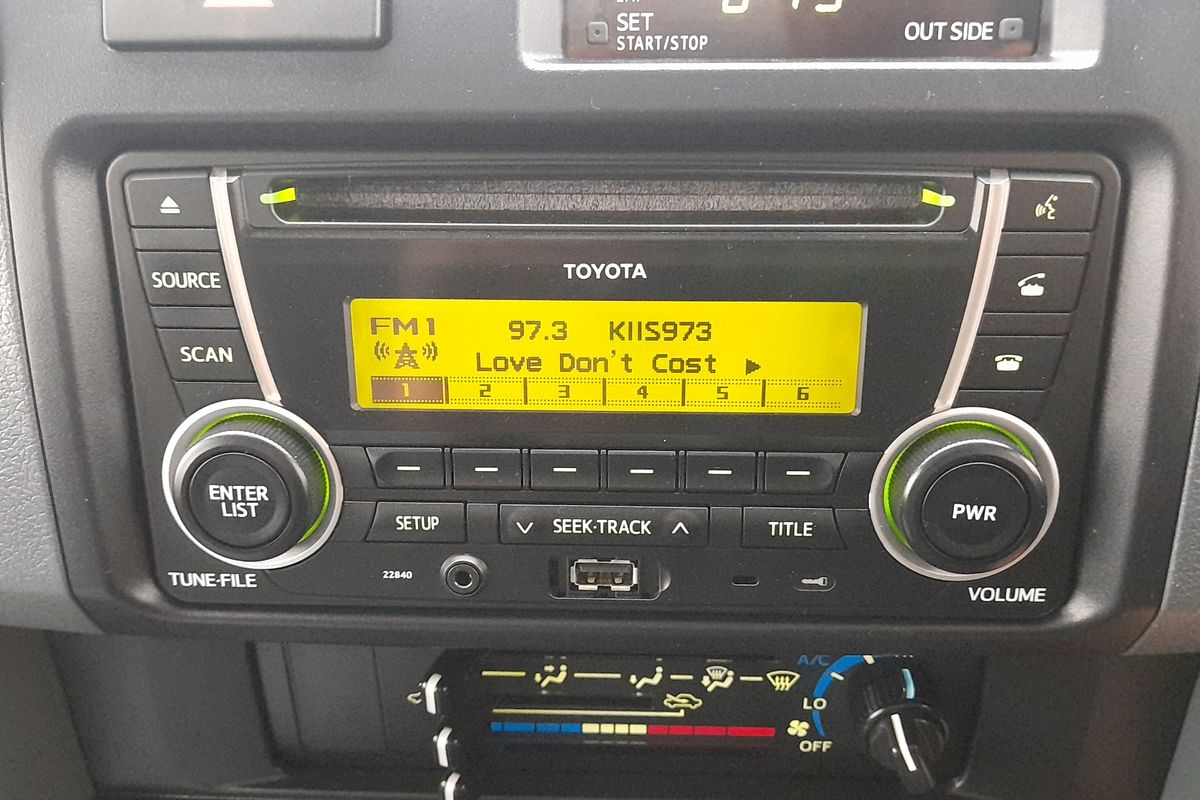 SET
START/STOP
OUT SIDE
TOYOTA
SOURCE
SCAN
FM1 97.3 KIIS973
Love Don't Cost
1 2 3 4 5 6
ENTER
LIST
PWR
SETUP
SEEK·TRACK
TITLE
22840
TUNE·FILE
VOLUME
A/C
LO
OFF